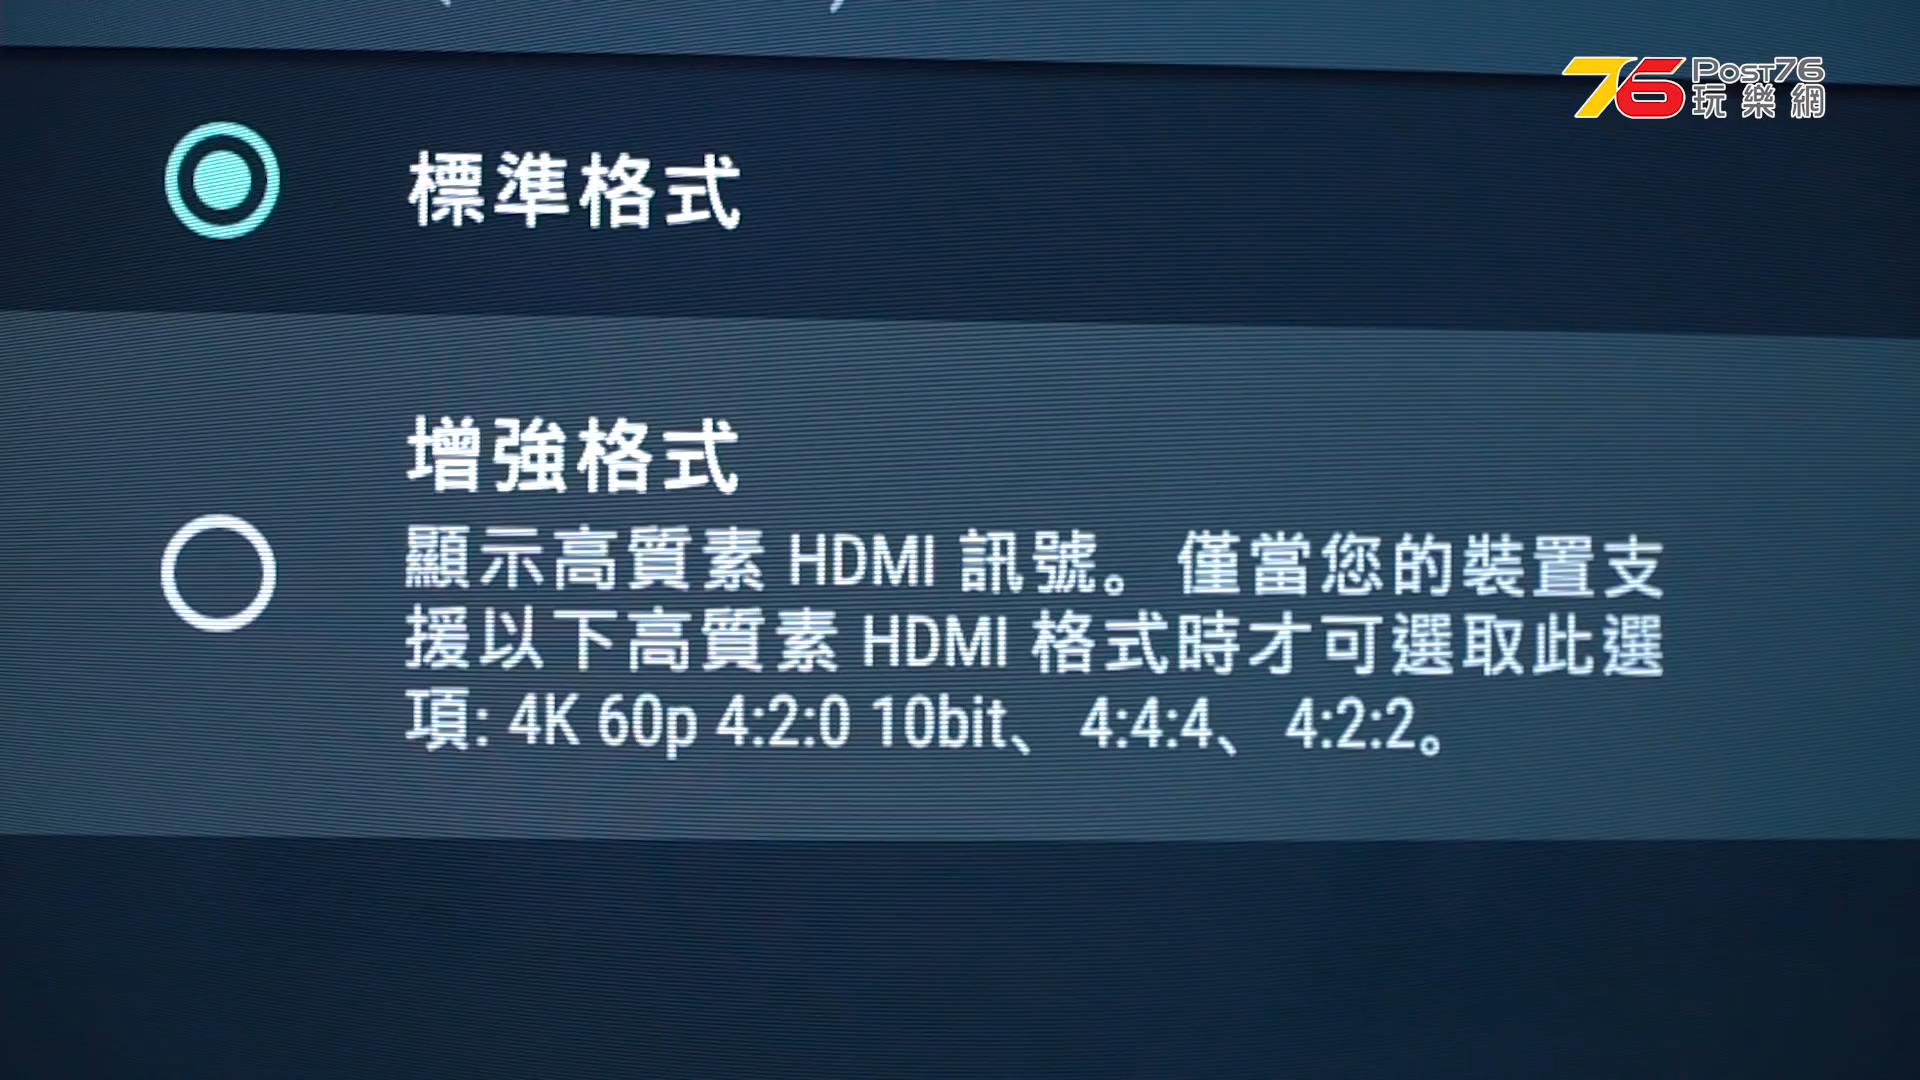 76 Post76
玩樂網
標準格式
增強格式
顯示高質素 HDMI 訊號。 僅當您的裝置支
援以下高質素 HDMI 格式時才可選取此選
項: 4K 60p 4:2:0 10bit、 4:4:4、 4:2:2。